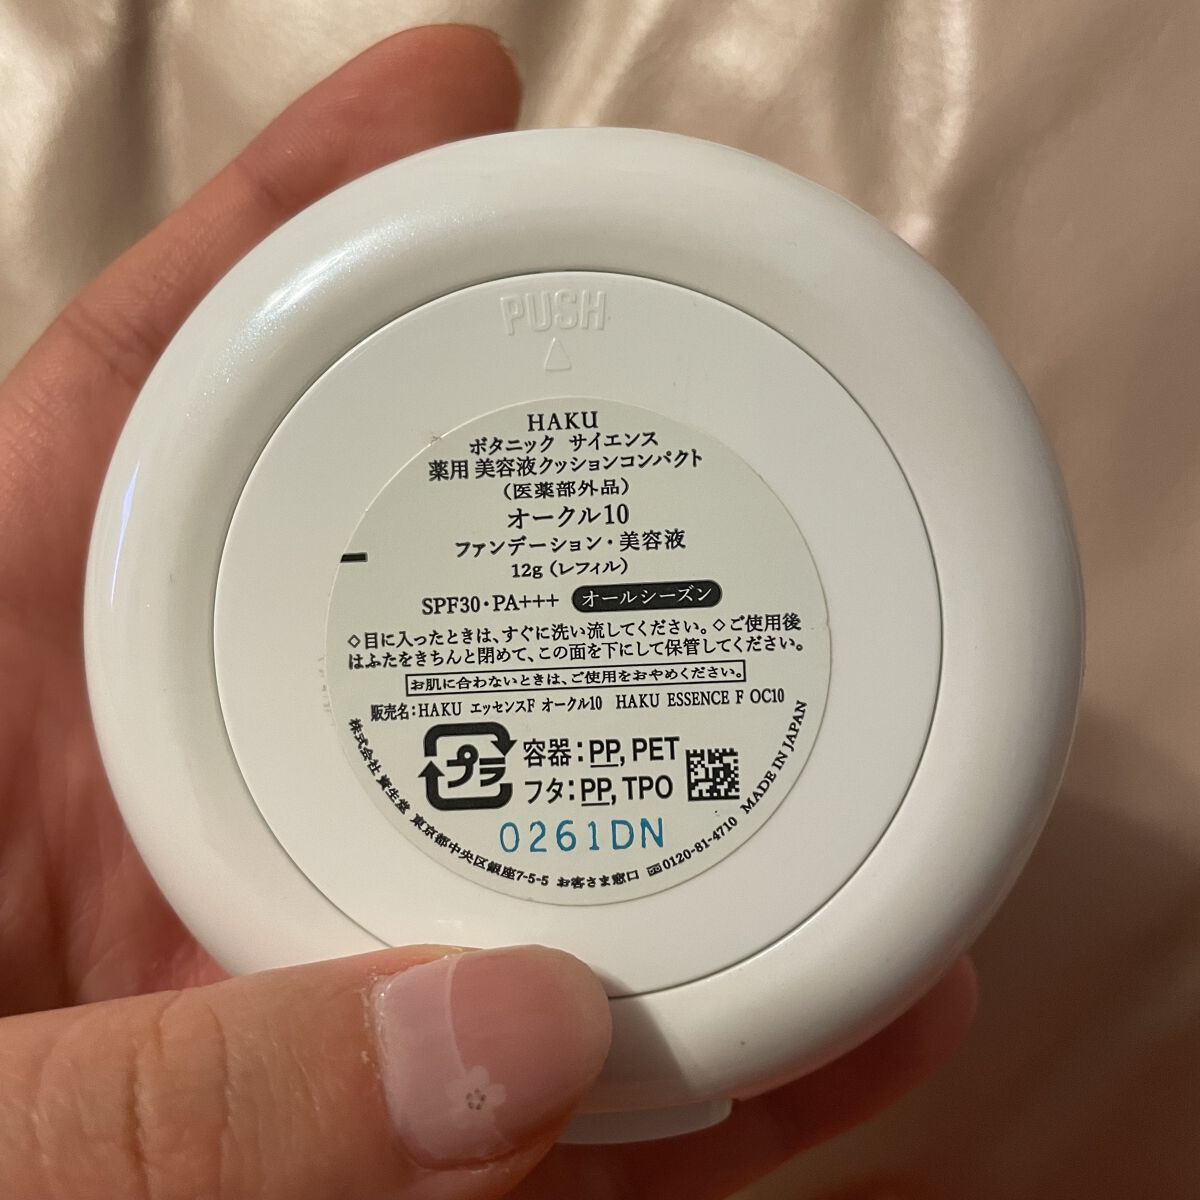 PUSH
HAKU
ボタニック サイエンス
薬用 美容液クッションコンパクト
（医薬部外品）
オークル10
ファンデーション・美容液
12g（レフィル）
SPF30・PA+++ オールシーズン
◇目に入ったときは、すぐに洗い流してください。◇ご使用後
はふたをきちんと閉めて、この面を下にして保管してください。
お肌に合わないときは、ご使用をおやめください。
販売名：HAKU エッセンスF オークル10 HAKU ESSENCE F OC10
プラ
容器：PP, PET
フタ：PP, TPO
0261DN
株式会社 資生堂 東京都中央区銀座7-5-5 お客さま窓口 0120-81-4710 MADE IN JAPAN